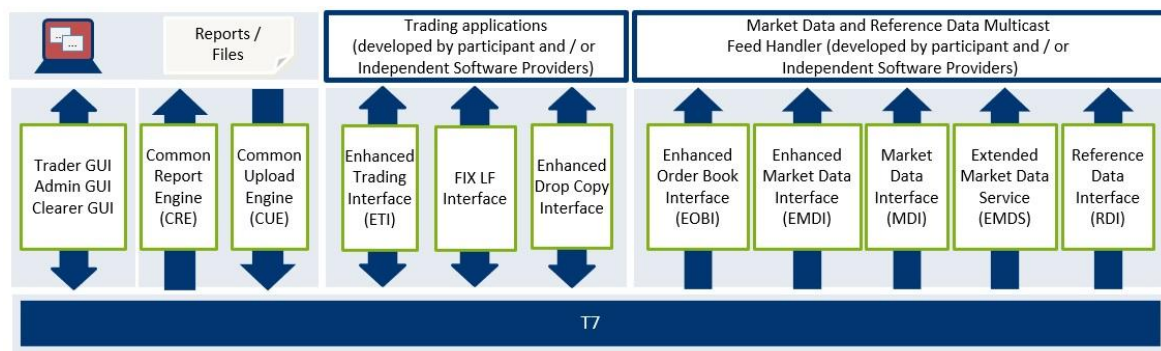 Reports /
Files
Trading applications
(developed by participant and / or
Independent Software Providers)
Market Data and Reference Data Multicast
Feed Handler (developed by participant and / or
Independent Software Providers)
Trader GUI
Admin GUI
Clearer GUI
Common
Report
Engine
(CRE)
Common
Upload
Engine
(CUE)
Enhanced
Trading
Interface
(ETI)
FIX LF
Interface
Enhanced
Drop Copy
Interface
Enhanced
Order Book
Interface
(EOBI)
Enhanced
Market Data
Interface
(EMDI)
Market
Data
Interface
(MDI)
Extended
Market Data
Service
(EMDS)
Reference
Data
Interface
(RDI)
T7